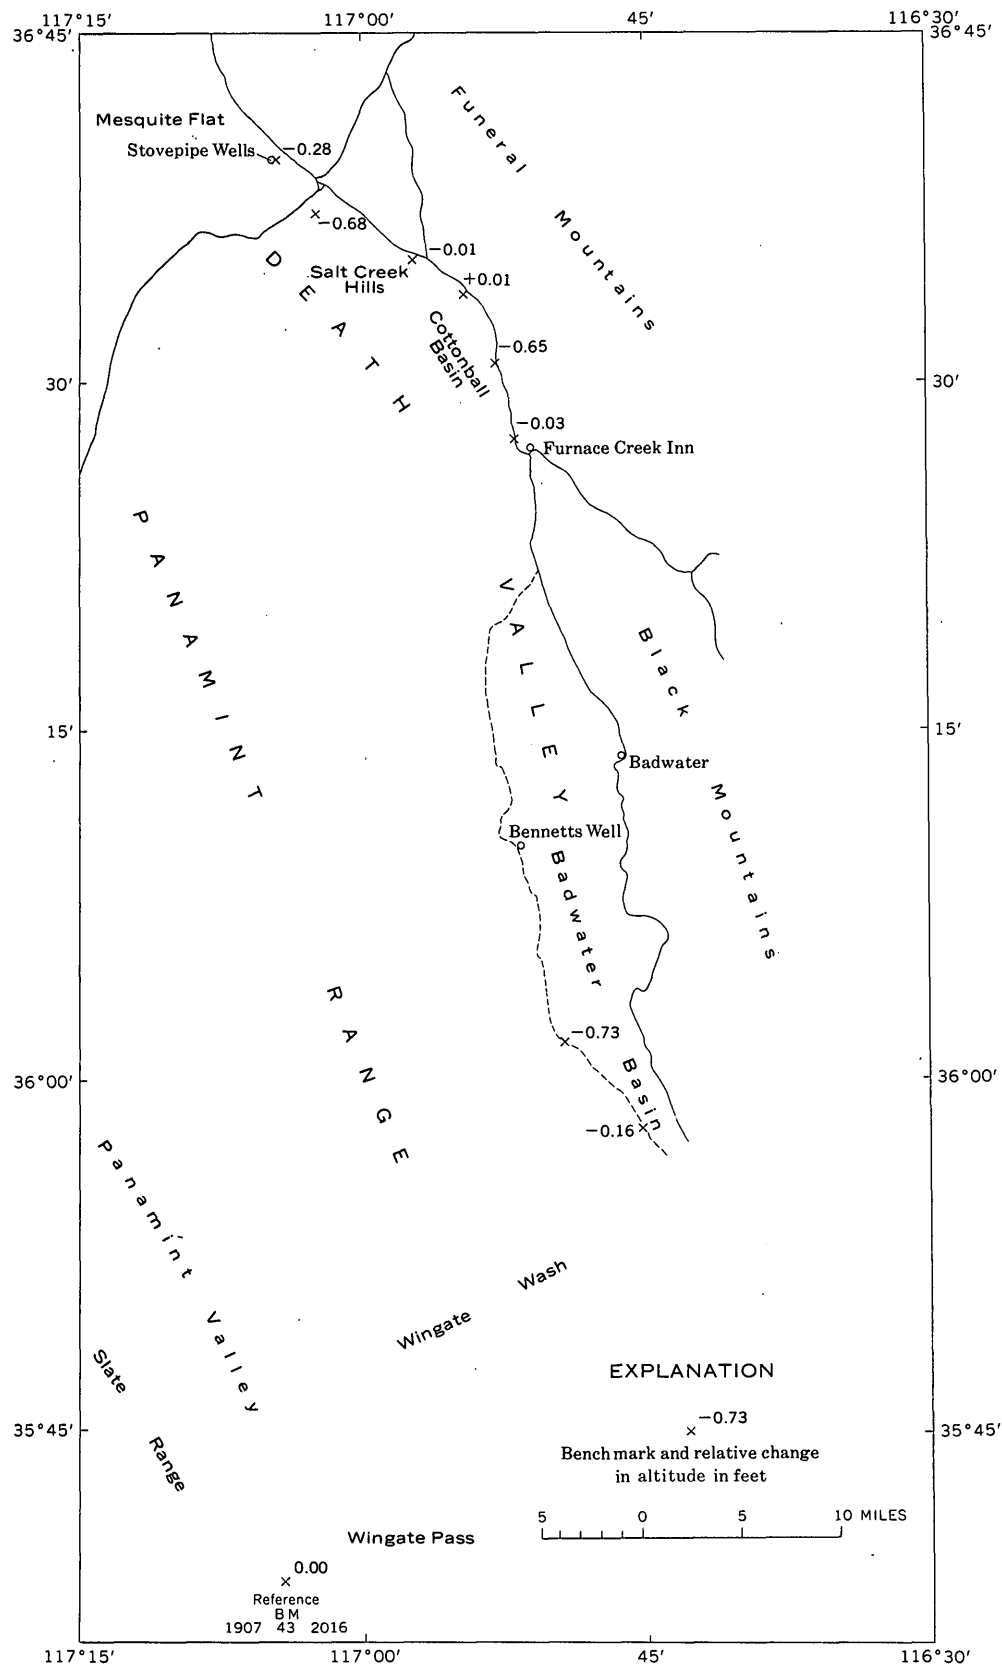 117°15′ 117°00′ 45′ 116°30′
36°45′ 36°45′
Funeral Mountains
Mesquite Flat
Stovepipe Wells
−0.28
−0.68
−0.01
Salt Creek
Hills
+0.01
DEATH VALLEY
Cottonball
Basin
−0.65
30′ 30′
−0.03
Furnace Creek Inn
PANAMINT RANGE
Black Mountains
15′ 15′
Badwater
Bennetts Well
Badwater Basin
−0.73
36°00′ 36°00′
−0.16
Panamint Valley
Wingate Wash
Slate Range
EXPLANATION
−0.73
35°45′ 35°45′
Bench mark and relative change
in altitude in feet
5 0 5 10 MILES
Wingate Pass
0.00
Reference
BM
1907 43 2016
117°15′ 117°00′ 45′ 116°30′